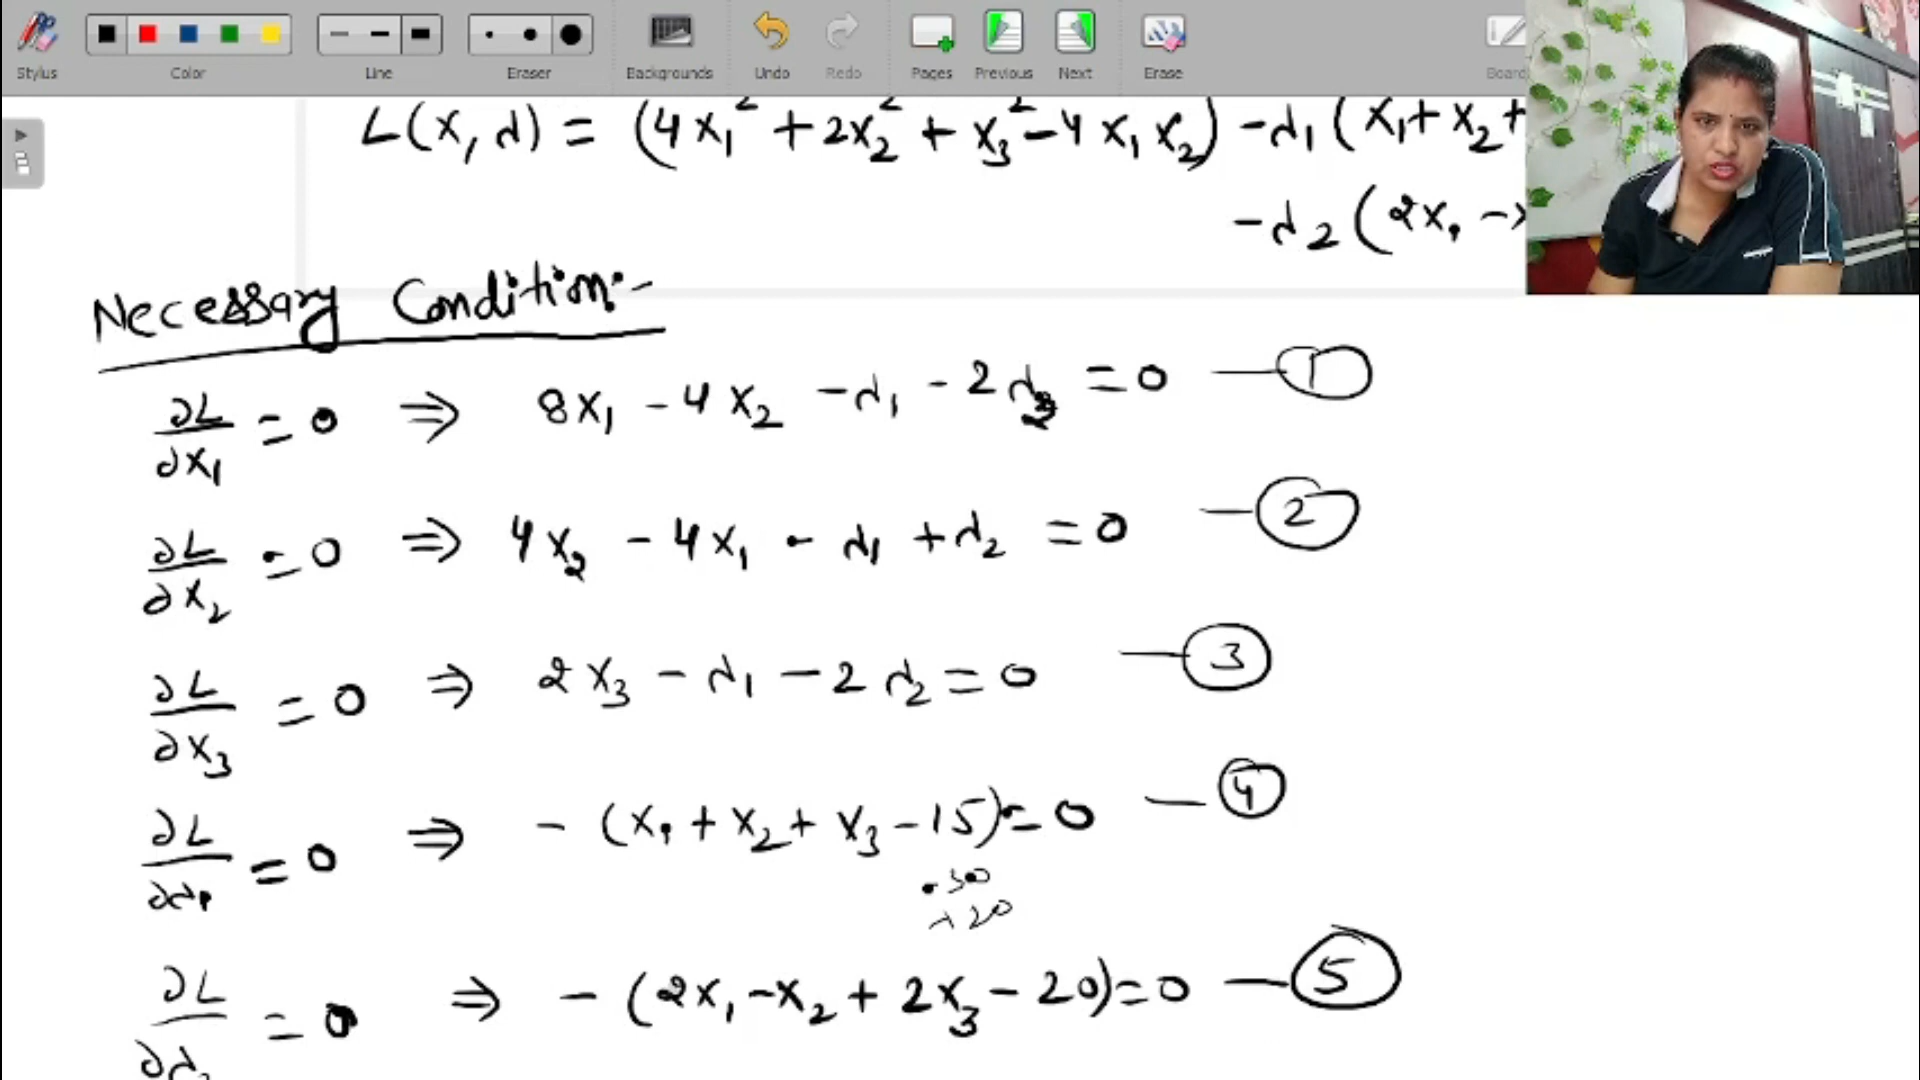 Stylus Color Line Eraser Backgrounds Undo Redo Pages Previous Next Erase Board
L(x, λ) = (4x₁² + 2x₂² + x₃² - 4x₁x₂) - λ₁(x₁ + x₂ +
- λ₂(2x₁ -
Necessary Condition:-
∂L/∂x₁ = 0 ⇒ 8x₁ - 4x₂ - λ₁ - 2λ₂ = 0 — ①
∂L/∂x₂ = 0 ⇒ 4x₂ - 4x₁ - λ₁ + λ₂ = 0 — ②
∂L/∂x₃ = 0 ⇒ 2x₃ - λ₁ - 2λ₂ = 0 — ③
∂L/∂λ₁ = 0 ⇒ - (x₁ + x₂ + x₃ - 15) = 0 — ④
30
20
∂L/∂λ₂ = 0 ⇒ - (2x₁ - x₂ + 2x₃ - 20) = 0 — ⑤